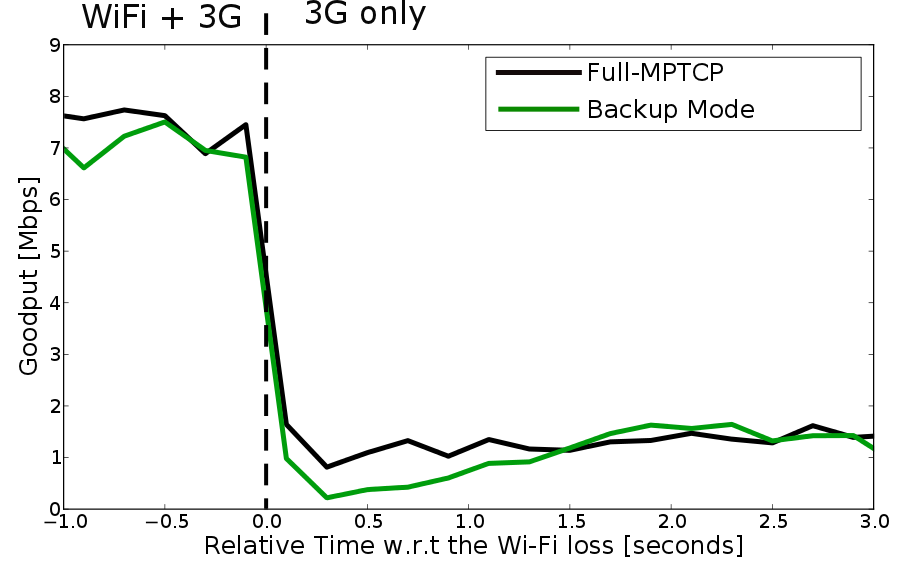 WiFi + 3G
3G only
Full-MPTCP
Backup Mode
Goodput [Mbps]
9
8
7
6
5
4
3
2
1
0
−1.0 −0.5 0.0 0.5 1.0 1.5 2.0 2.5 3.0
Relative Time w.r.t the Wi-Fi loss [seconds]